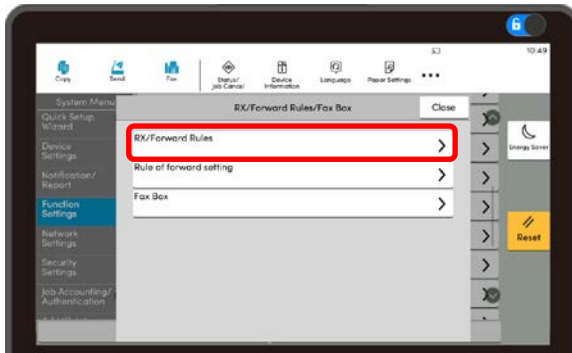 6
10:49
Copy
Send
Fax
Status/
Job Cancel
Device
Information
Language
Paper Settings
System Menu
RX/Forward Rules/Fax Box
Close
Quick Setup
Wizard
Device
Settings
Notification/
Report
Function
Settings
Network
Settings
Security
Settings
Job Accounting/
Authentication
RX/Forward Rules
Rule of forward setting
Fax Box
Energy Saver
Reset